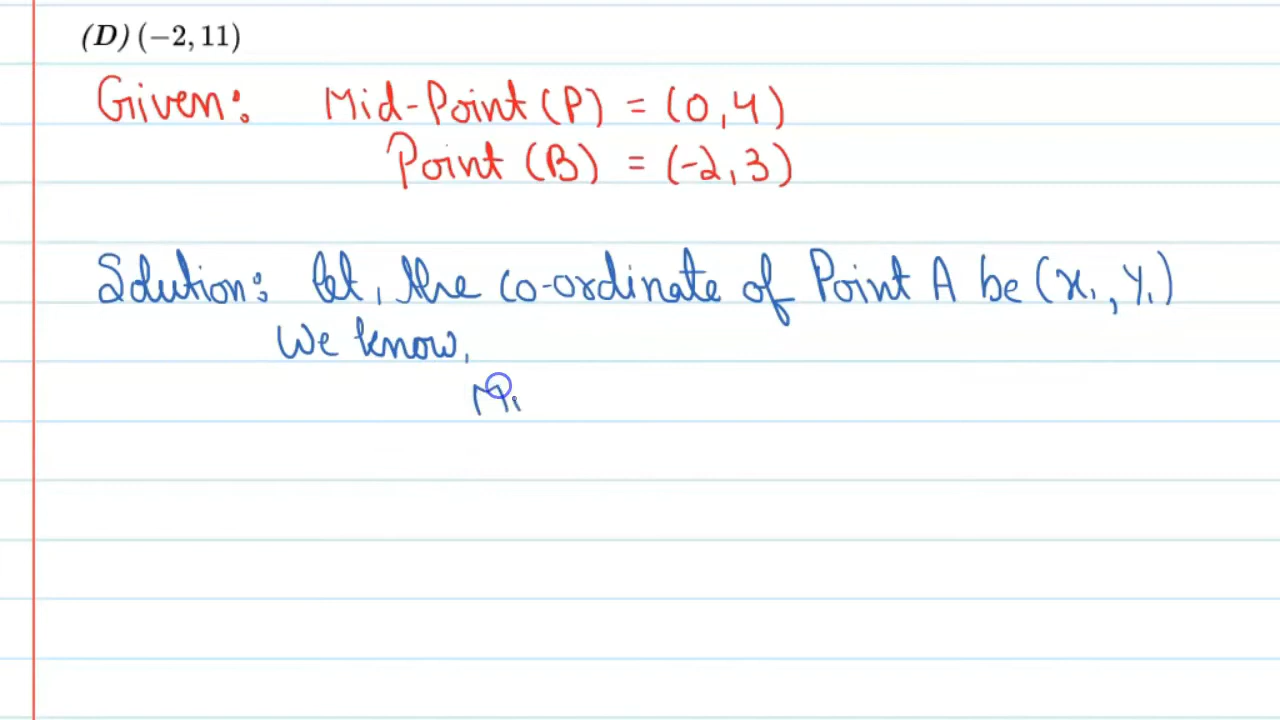 (D) (−2, 11)
Given: Mid-Point (P) = (0, 4)
Point (B) = (-2, 3)
Solution: let, the co-ordinate of Point A be (x₁, y₁)
We know,
Mi